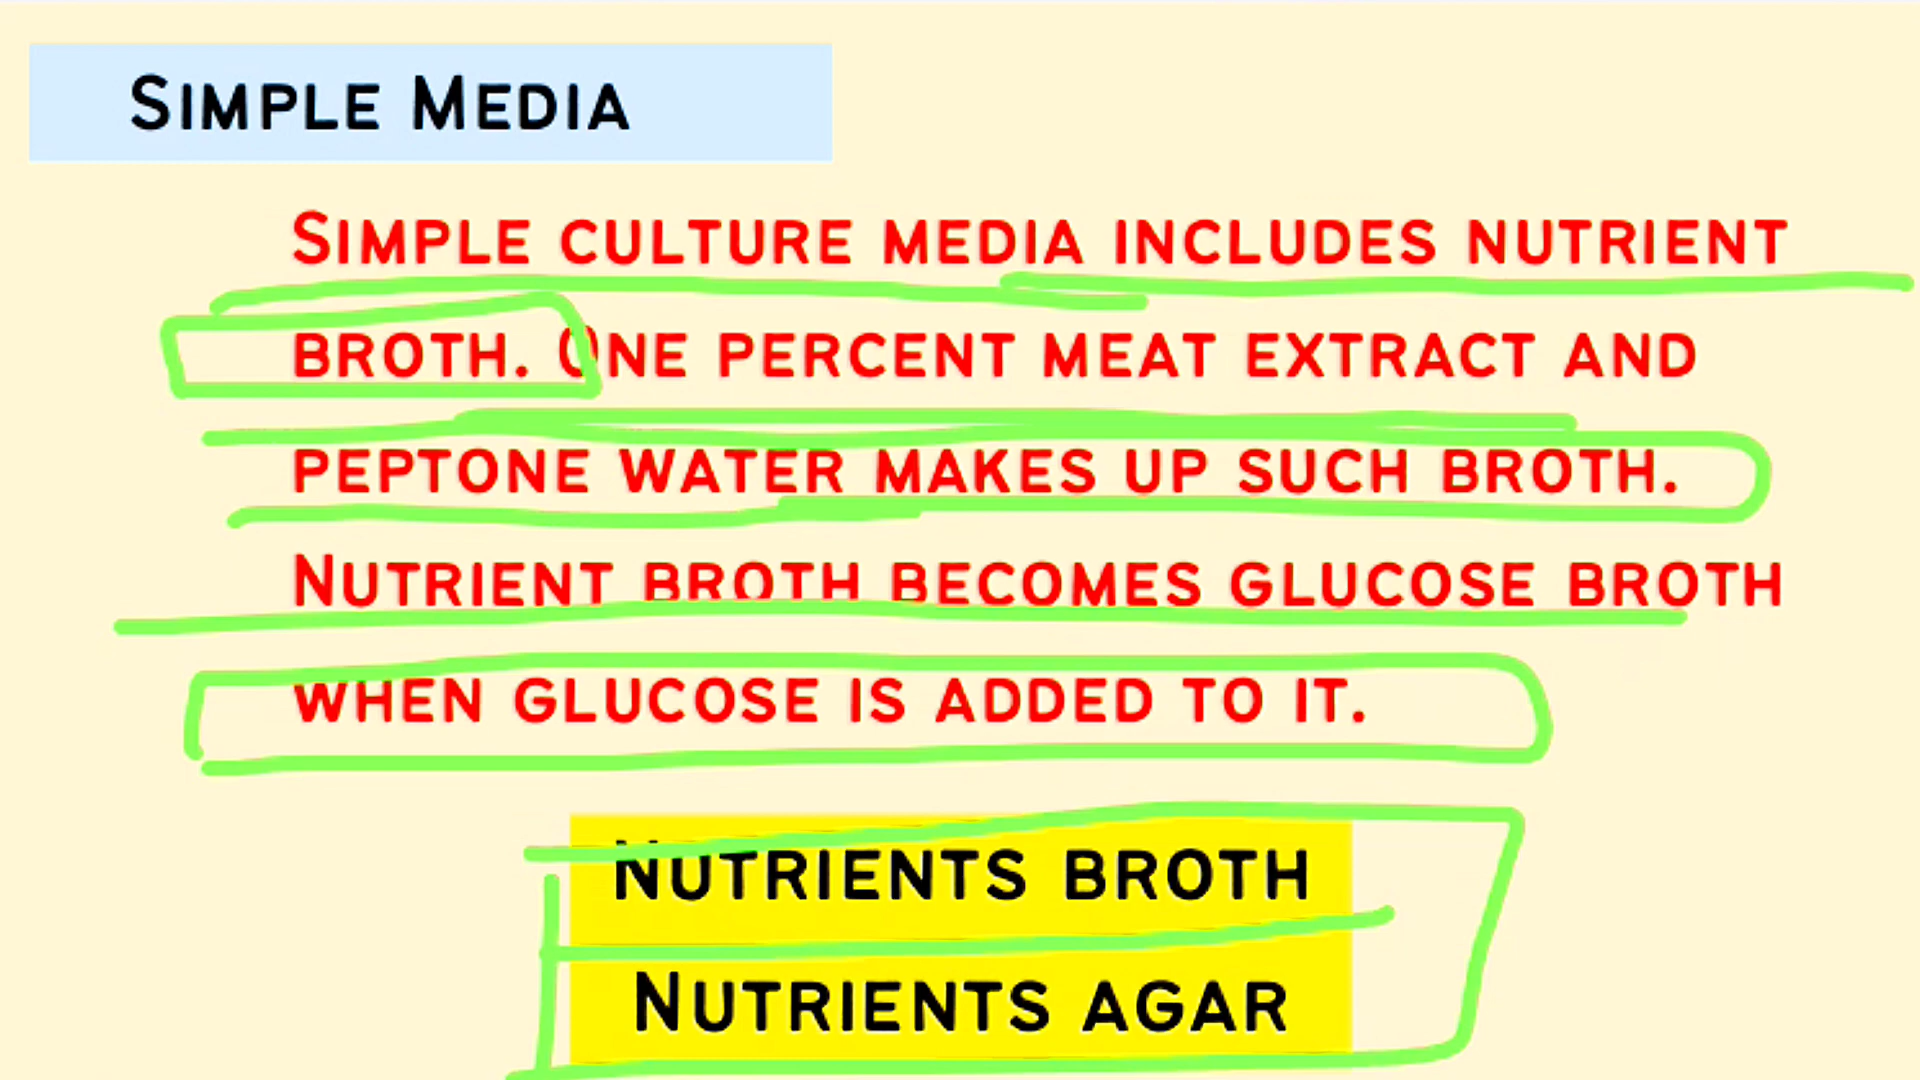 Simple Media
Simple culture media includes nutrient
broth. One percent meat extract and
peptone water makes up such broth.
Nutrient broth becomes glucose broth
when glucose is added to it.
Nutrients broth
Nutrients agar